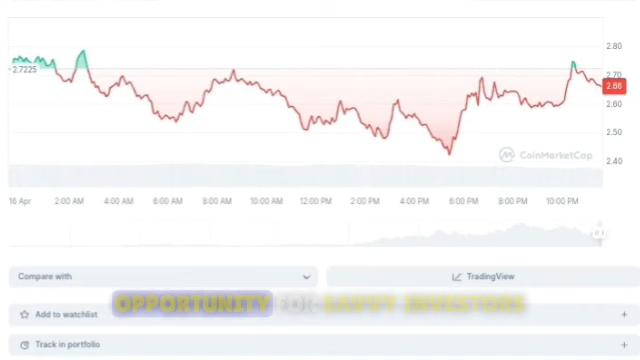 2.80
2.7225
2.70
2.66
2.60
2.50
CoinMarketCap
2.40
16 Apr 2:00 AM 4:00 AM 6:00 AM 8:00 AM 10:00 AM 12:00 PM 2:00 PM 4:00 PM 6:00 PM 8:00 PM 10:00 PM
Compare with TradingView
OPPORTUNITY FOR SAVVY INVESTORS
Add to watchlist +
Track in portfolio +